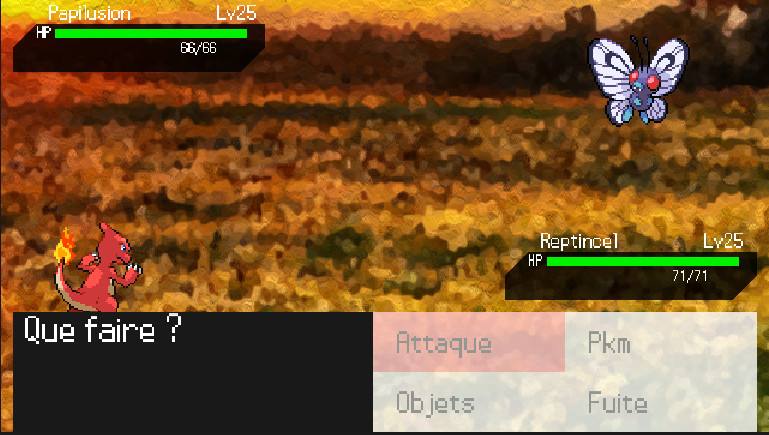 Papilusion Lv25
HP
66/66
Reptincel Lv25
HP
71/71
Que faire ?
Attaque Pkm
Objets Fuite